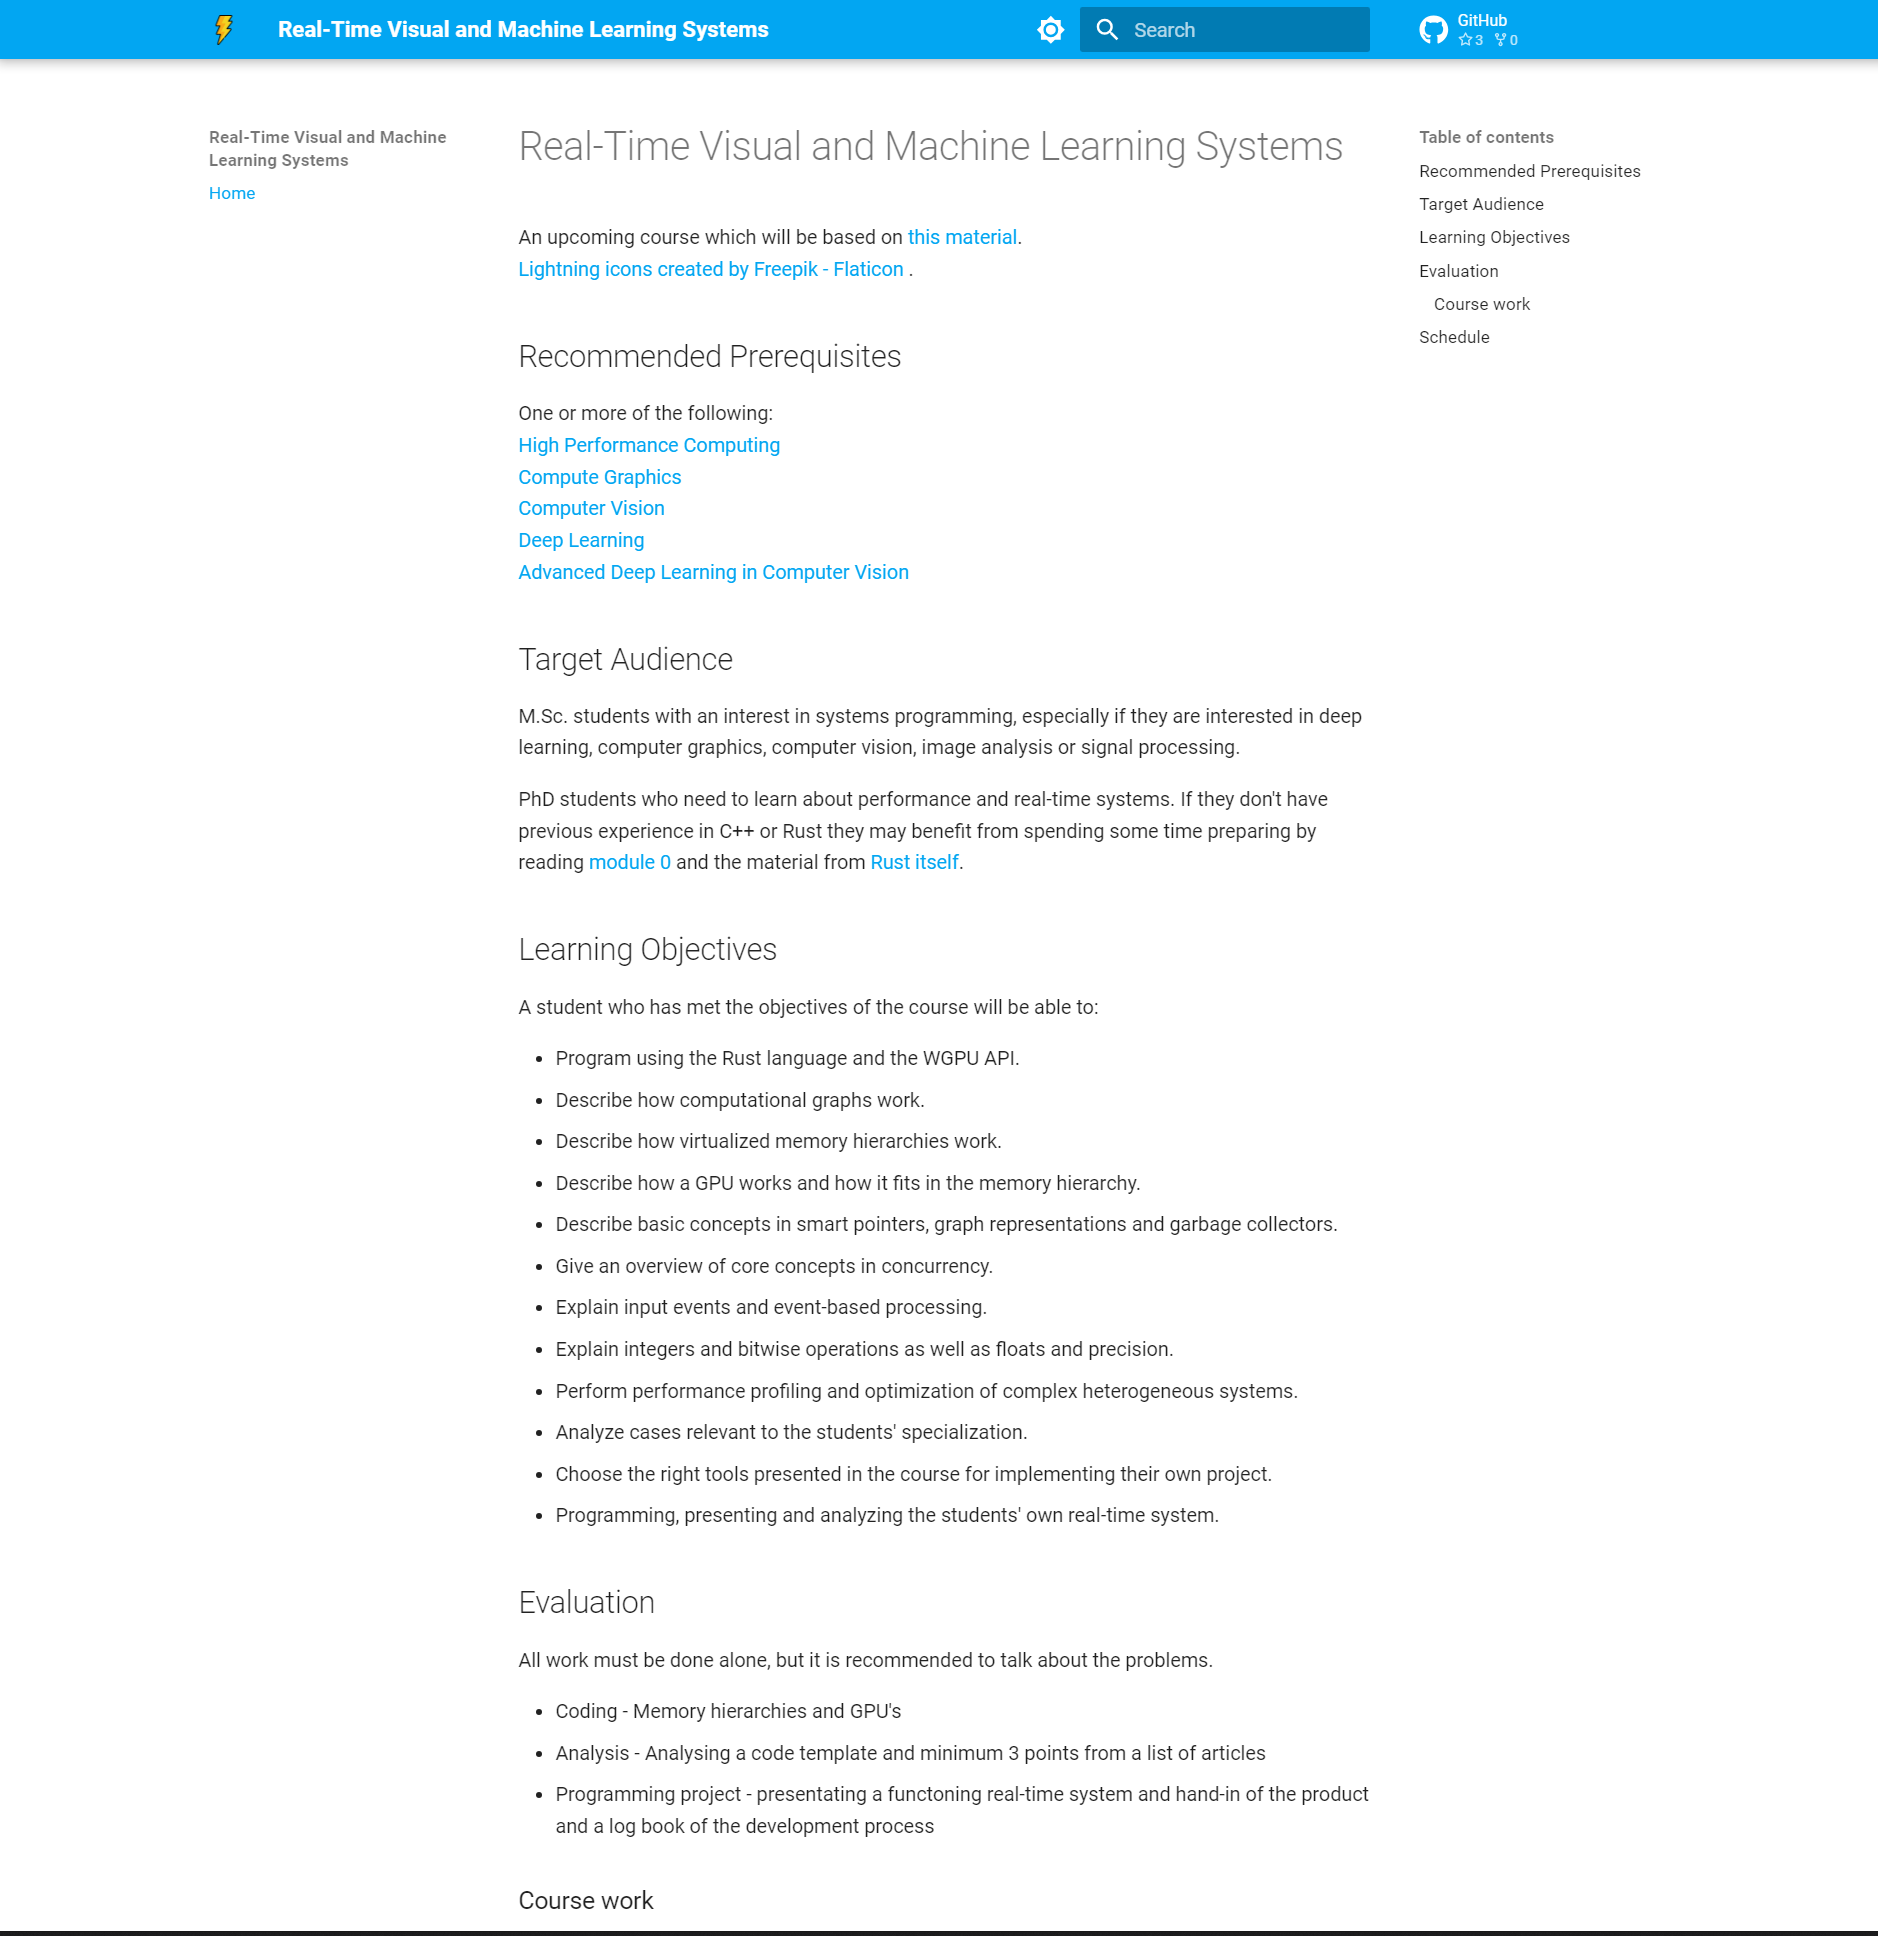 Real-Time Visual and Machine Learning Systems
Search
GitHub
3 0
Real-Time Visual and Machine
Learning Systems
Home
Real-Time Visual and Machine Learning Systems
An upcoming course which will be based on this material.
Lightning icons created by Freepik - Flaticon .
Recommended Prerequisites
One or more of the following:
High Performance Computing
Compute Graphics
Computer Vision
Deep Learning
Advanced Deep Learning in Computer Vision
Target Audience
M.Sc. students with an interest in systems programming, especially if they are interested in deep
learning, computer graphics, computer vision, image analysis or signal processing.
PhD students who need to learn about performance and real-time systems. If they don't have
previous experience in C++ or Rust they may benefit from spending some time preparing by
reading module 0 and the material from Rust itself.
Learning Objectives
A student who has met the objectives of the course will be able to:
• Program using the Rust language and the WGPU API.
• Describe how computational graphs work.
• Describe how virtualized memory hierarchies work.
• Describe how a GPU works and how it fits in the memory hierarchy.
• Describe basic concepts in smart pointers, graph representations and garbage collectors.
• Give an overview of core concepts in concurrency.
• Explain input events and event-based processing.
• Explain integers and bitwise operations as well as floats and precision.
• Perform performance profiling and optimization of complex heterogeneous systems.
• Analyze cases relevant to the students' specialization.
• Choose the right tools presented in the course for implementing their own project.
• Programming, presenting and analyzing the students' own real-time system.
Evaluation
All work must be done alone, but it is recommended to talk about the problems.
• Coding - Memory hierarchies and GPU's
• Analysis - Analysing a code template and minimum 3 points from a list of articles
• Programming project - presentating a functoning real-time system and hand-in of the product
and a log book of the development process
Course work
Table of contents
Recommended Prerequisites
Target Audience
Learning Objectives
Evaluation
Course work
Schedule